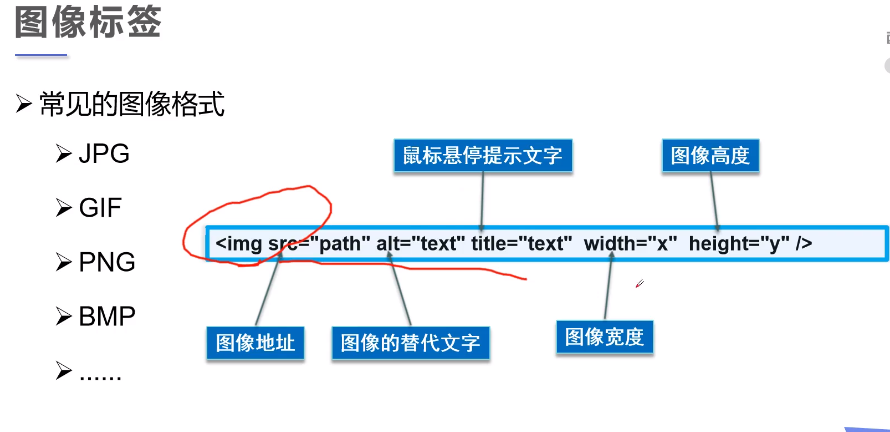 图像标签
常见的图像格式
JPG
GIF
PNG
BMP
......
鼠标悬停提示文字
图像高度
<img src="path" alt="text" title="text" width="x" height="y" />
图像地址
图像的替代文字
图像宽度